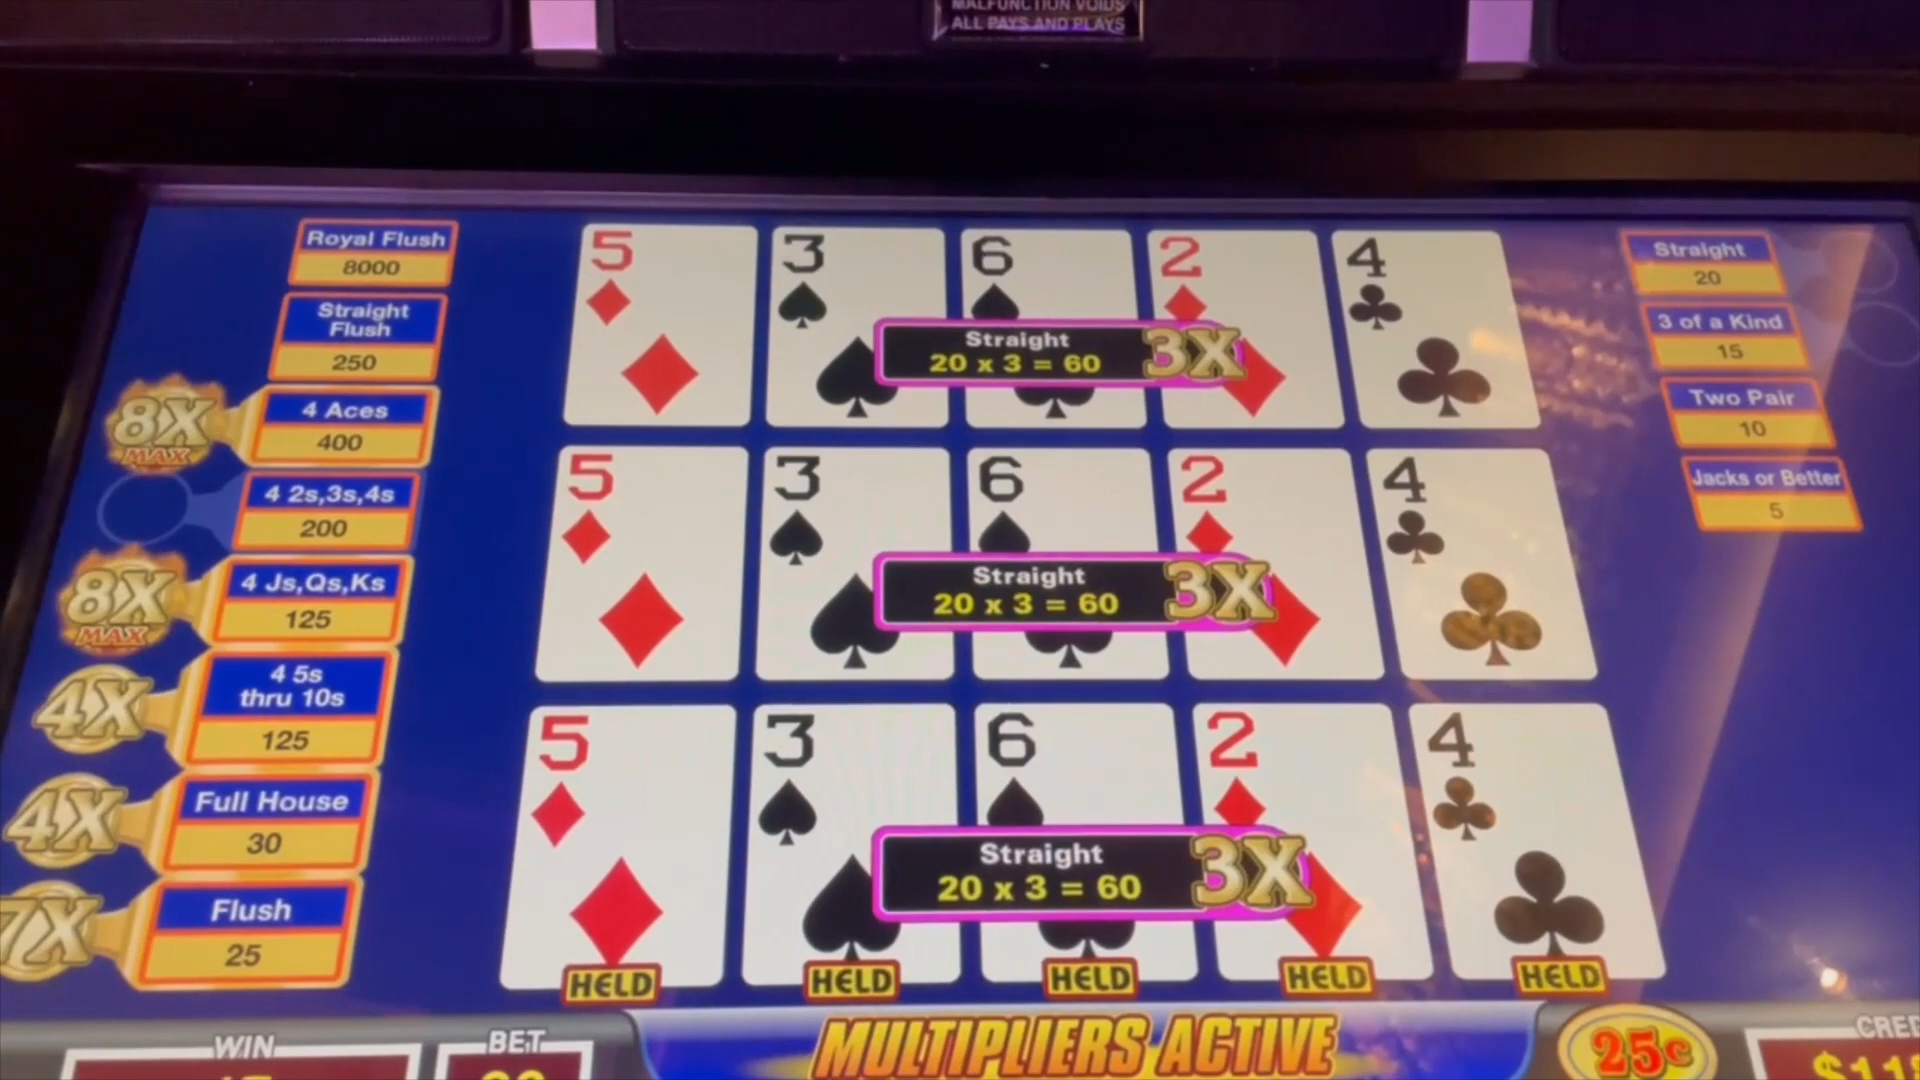 MALFUNCTION VOIDS
ALL PAYS AND PLAYS
Royal Flush
8000
Straight
Flush
250
8X
MAX
4 Aces
400
4 2s,3s,4s
200
8X
MAX
4 Js,Qs,Ks
125
4X
4 5s
thru 10s
125
4X
Full House
30
7X
Flush
25
5
3
6
2
4
Straight
20 x 3 = 60
3X
5
3
6
2
4
Straight
20 x 3 = 60
3X
5
3
6
2
4
Straight
20 x 3 = 60
3X
HELD
HELD
HELD
HELD
HELD
Straight
20
3 of a Kind
15
Two Pair
10
Jacks or Better
5
WIN
BET
MULTIPLIERS ACTIVE
25¢